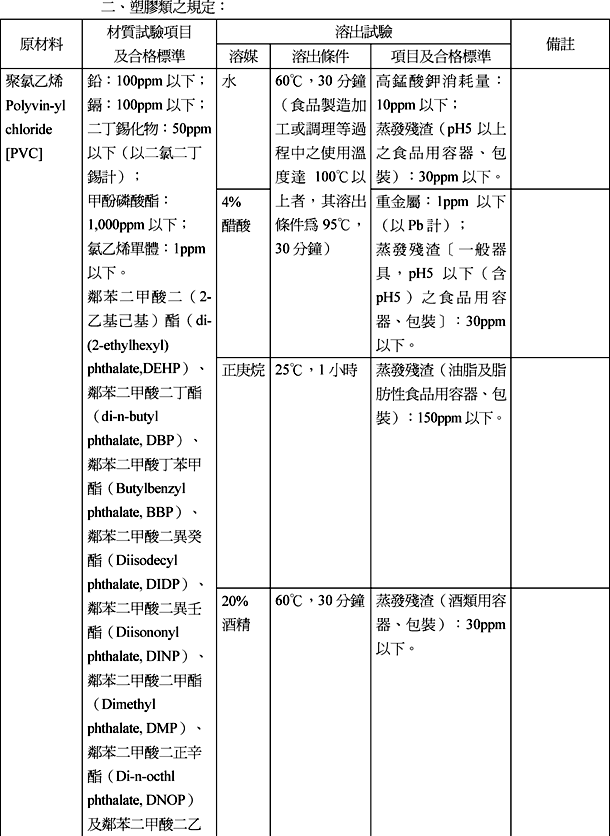 二、塑膠類之規定：
原材料
材質試驗項目
及合格標準
溶出試驗
溶媒
溶出條件
項目及合格標準
備註
聚氯乙烯
Polyvin-yl
chloride
[PVC]
鉛：100ppm 以下；
鎘：100ppm 以下；
二丁錫化物：50ppm
以下（以二氯二丁
錫計）；
甲酚磷酸酯：
1,000ppm 以下；
氯乙烯單體：1ppm
以下。
鄰苯二甲酸二（2-
乙基己基）酯（di-
(2-ethylhexyl)
phthalate,DEHP）、
鄰苯二甲酸二丁酯
（di-n-butyl
phthalate, DBP）、
鄰苯二甲酸丁苯甲
酯（Butylbenzyl
phthalate, BBP）、
鄰苯二甲酸二異癸
酯（Diisodecyl
phthalate, DIDP）、
鄰苯二甲酸二異壬
酯（Diisononyl
phthalate, DINP）、
鄰苯二甲酸二甲酯
（Dimethyl
phthalate, DMP）、
鄰苯二甲酸二正辛
酯（Di-n-octhl
phthalate, DNOP）
及鄰苯二甲酸二乙
水
60℃，30 分鐘
（食品製造加
工或調理等過
程中之使用溫
度達 100℃以
上者，其溶出
條件為 95℃，
30 分鐘）
高錳酸鉀消耗量：
10ppm 以下；
蒸發殘渣（pH5 以上
之食品用容器、包
裝）：30ppm 以下。
4%
醋酸
重金屬：1ppm 以下
（以 Pb 計）；
蒸發殘渣〔一般器
具，pH5 以下（含
pH5）之食品用容
器、包裝〕：30ppm
以下。
正庚烷
25℃，1 小時
蒸發殘渣（油脂及脂
肪性食品用容器、包
裝）：150ppm 以下。
20%
酒精
60℃，30 分鐘
蒸發殘渣（酒類用容
器、包裝）：30ppm
以下。